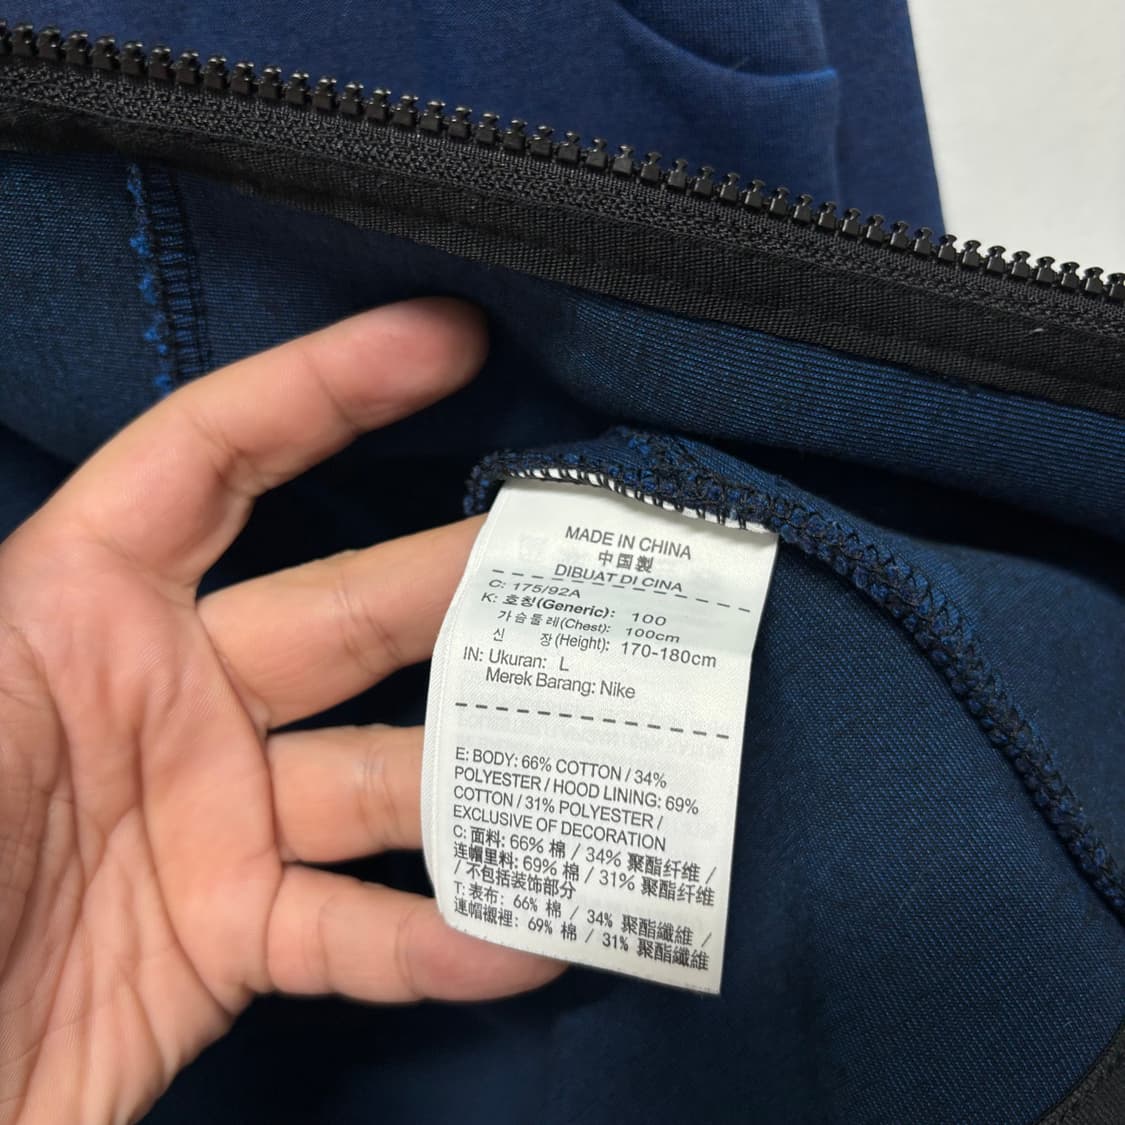 MADE IN CHINA
中国製
DIBUAT DI CINA
C: 175/92A
K: 호칭(Generic): 100
가슴둘레(Chest): 100cm
신 장(Height): 170-180cm
IN: Ukuran: L
Merek Barang: Nike
E: BODY: 66% COTTON / 34%
POLYESTER / HOOD LINING: 69%
COTTON / 31% POLYESTER /
EXCLUSIVE OF DECORATION
C: 面料: 66% 棉 / 34% 聚酯纤维 /
连帽里料: 69% 棉 / 31% 聚酯纤维
/ 不包括装饰部分
T: 表布: 66% 棉 / 34% 聚酯纖維 /
連帽襯裡: 69% 棉 / 31% 聚酯纖維